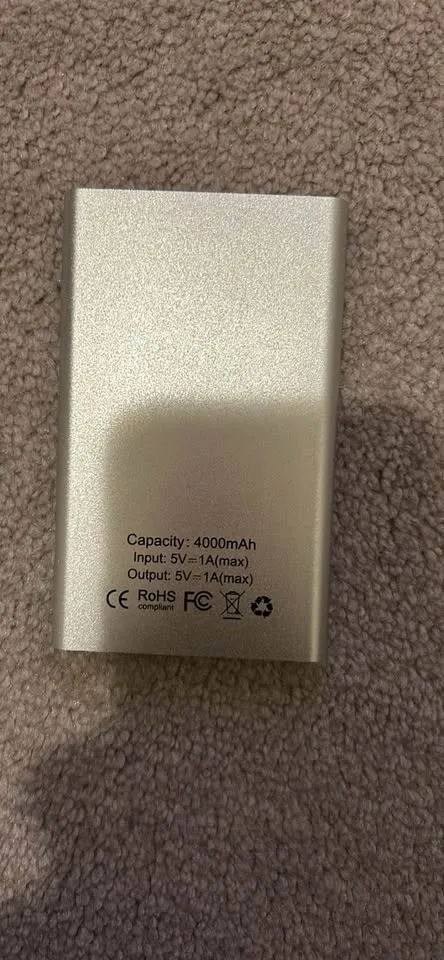 Capacity: 4000mAh
Input: 5V⎓1A(max)
Output: 5V⎓1A(max)
CE RoHS compliant FC